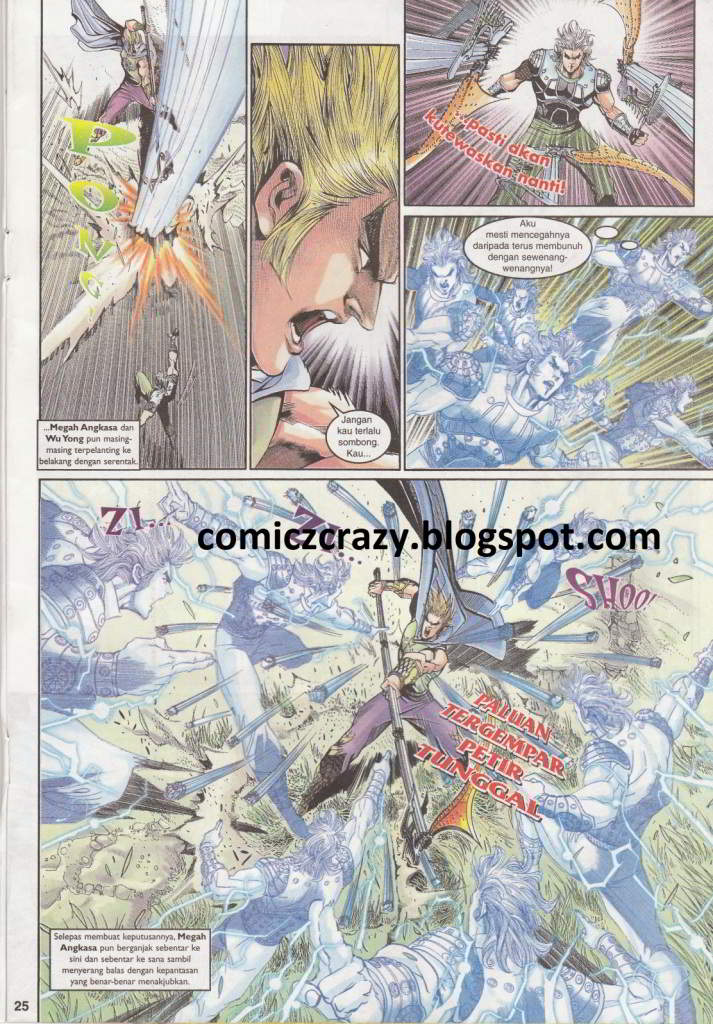 PONG!
...Megah Angkasa dan
Wu Yong pun masing-
masing terpelanting ke
belakang dengan serentak.
Jangan
kau terlalu
sombong.
Kau...
...pasti akan
kutewaskan nanti!
Aku
mesti mencegahnya
daripada terus membunuh
dengan sewenang-
wenangnya!
ZI...
Z...
comiczcrazy.blogspot.com
SHOO!
PALUAN
TERGEMPAR
PETIR
TUNGGAL
Selepas membuat keputusannya, Megah
Angkasa pun berganjak sebentar ke
sini dan sebentar ke sana sambil
menyerang balas dengan kepantasan
yang benar-benar menakjubkan.
25